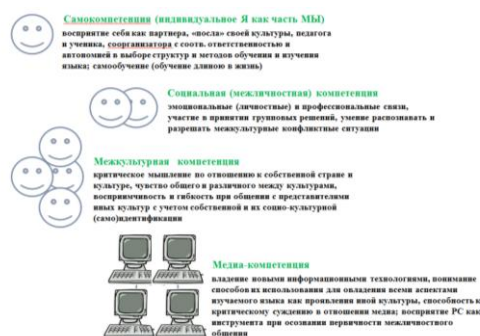 Самокомпетенция (индивидуальное Я как часть МЫ)
восприятие себя как партнера, «посла» своей культуры, педагога
и ученика, соорганизатора с соотв. ответственностью и
автономией в выборе структур и методов обучения и изучения
языка; самообучение (обучение длиною в жизнь)
Социальная (межличностная) компетенция
эмоциональные (личностные) и профессиональные связи,
участие в принятии групповых решений, умение распознавать и
разрешать межкультурные конфликтные ситуации
Межкультурная компетенция
критическое мышление по отношению к собственной стране и
культуре, чувство общего и различного между культурами,
восприимчивость и гибкость при общении с представителями
иных культур с учетом собственной и их социо-культурной
(само)идентификации
Медиа-компетенция
владение новыми информационными технологиями, понимание
способов их использования для овладения всеми аспектами
изучаемого языка как проявления иной культуры, способность к
критическому суждению в отношении медиа; восприятие PC как
инструмента при осознании первичности межличностного
общения